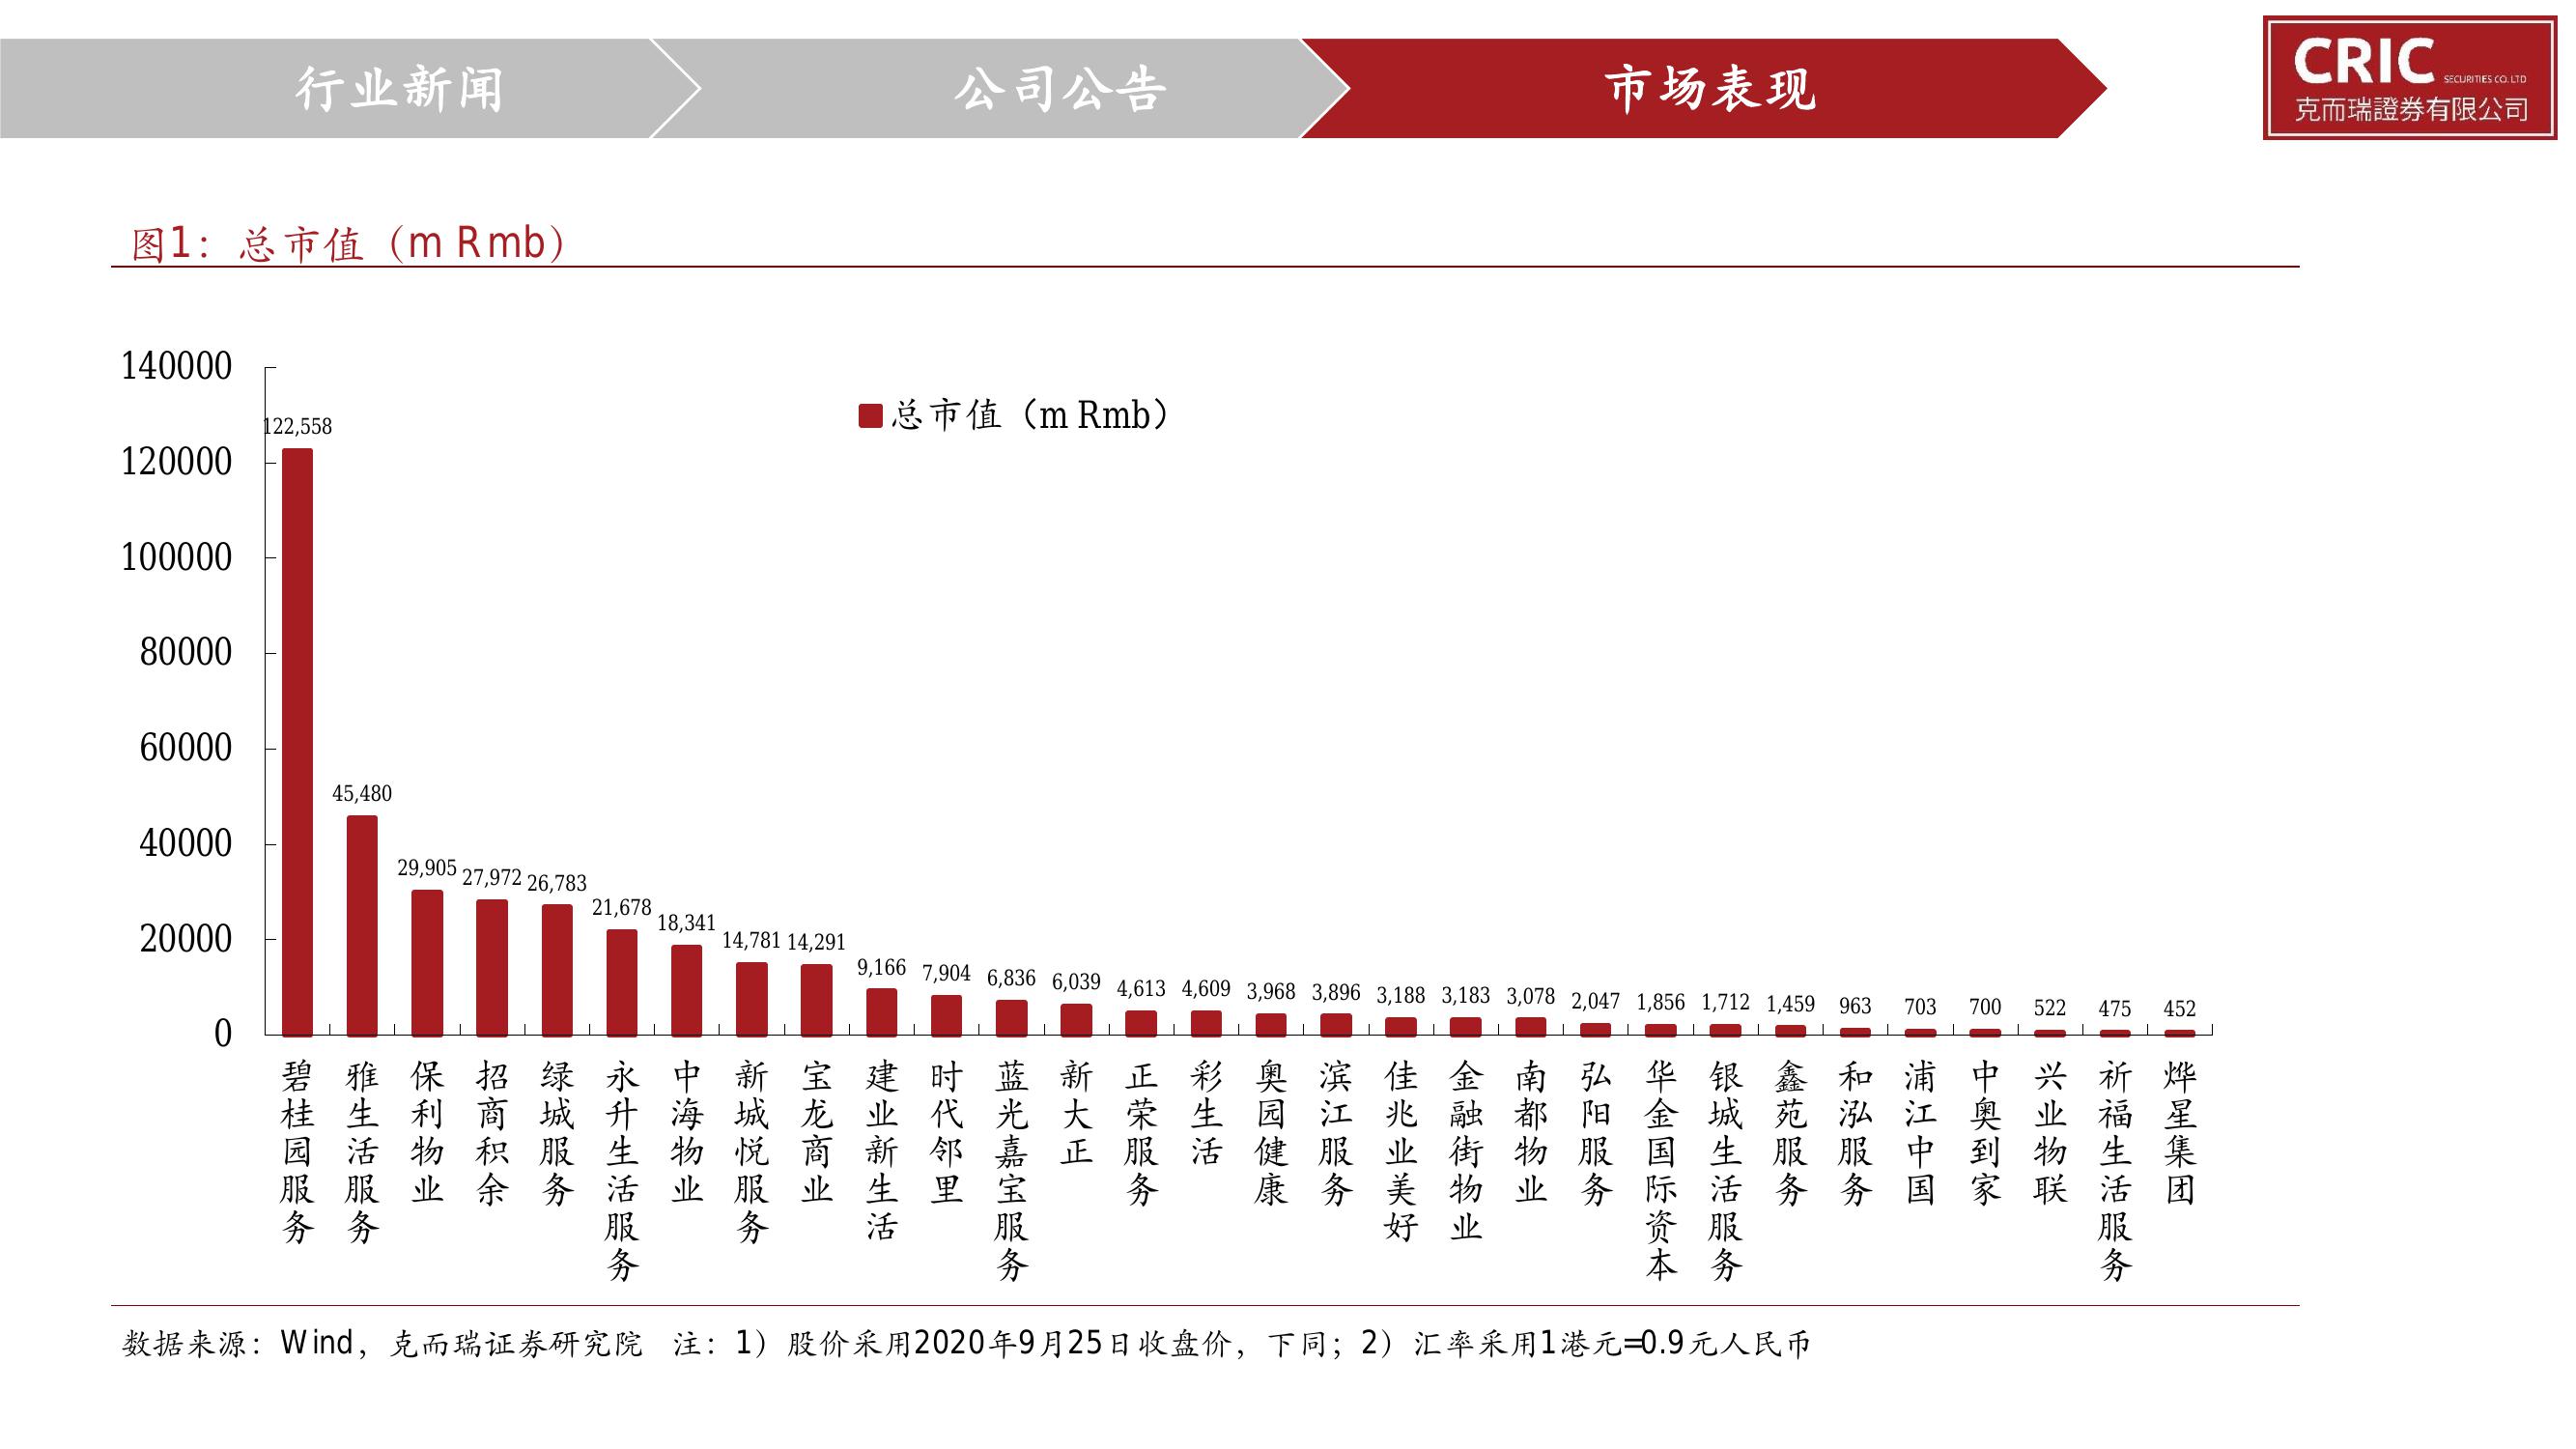 行业新闻
公司公告
市场表现
CRIC SECURITIES CO. LTD
克而瑞證券有限公司
图1：总市值（m Rmb）
总市值（m Rmb）
140000
120000
100000
80000
60000
40000
20000
0
122,558
45,480
29,905
27,972
26,783
21,678
18,341
14,781
14,291
9,166
7,904
6,836
6,039
4,613
4,609
3,968
3,896
3,188
3,183
3,078
2,047
1,856
1,712
1,459
963
703
700
522
475
452
碧桂园服务
雅生活服务
保利物业
招商积余
绿城服务
永升生活服务
中海物业
新城悦服务
宝龙商业
建业新生活
时代邻里
蓝光嘉宝服务
新大正
正荣服务
彩生活
奥园健康
滨江服务
佳兆业美好
金融街物业
南都物业
弘阳服务
华金国际资本
银城生活服务
鑫苑服务
和泓服务
浦江中国
中奥到家
兴业物联
祈福生活服务
烨星集团
数据来源：Wind，克而瑞证券研究院 注：1）股价采用2020年9月25日收盘价，下同；2）汇率采用1港元=0.9元人民币